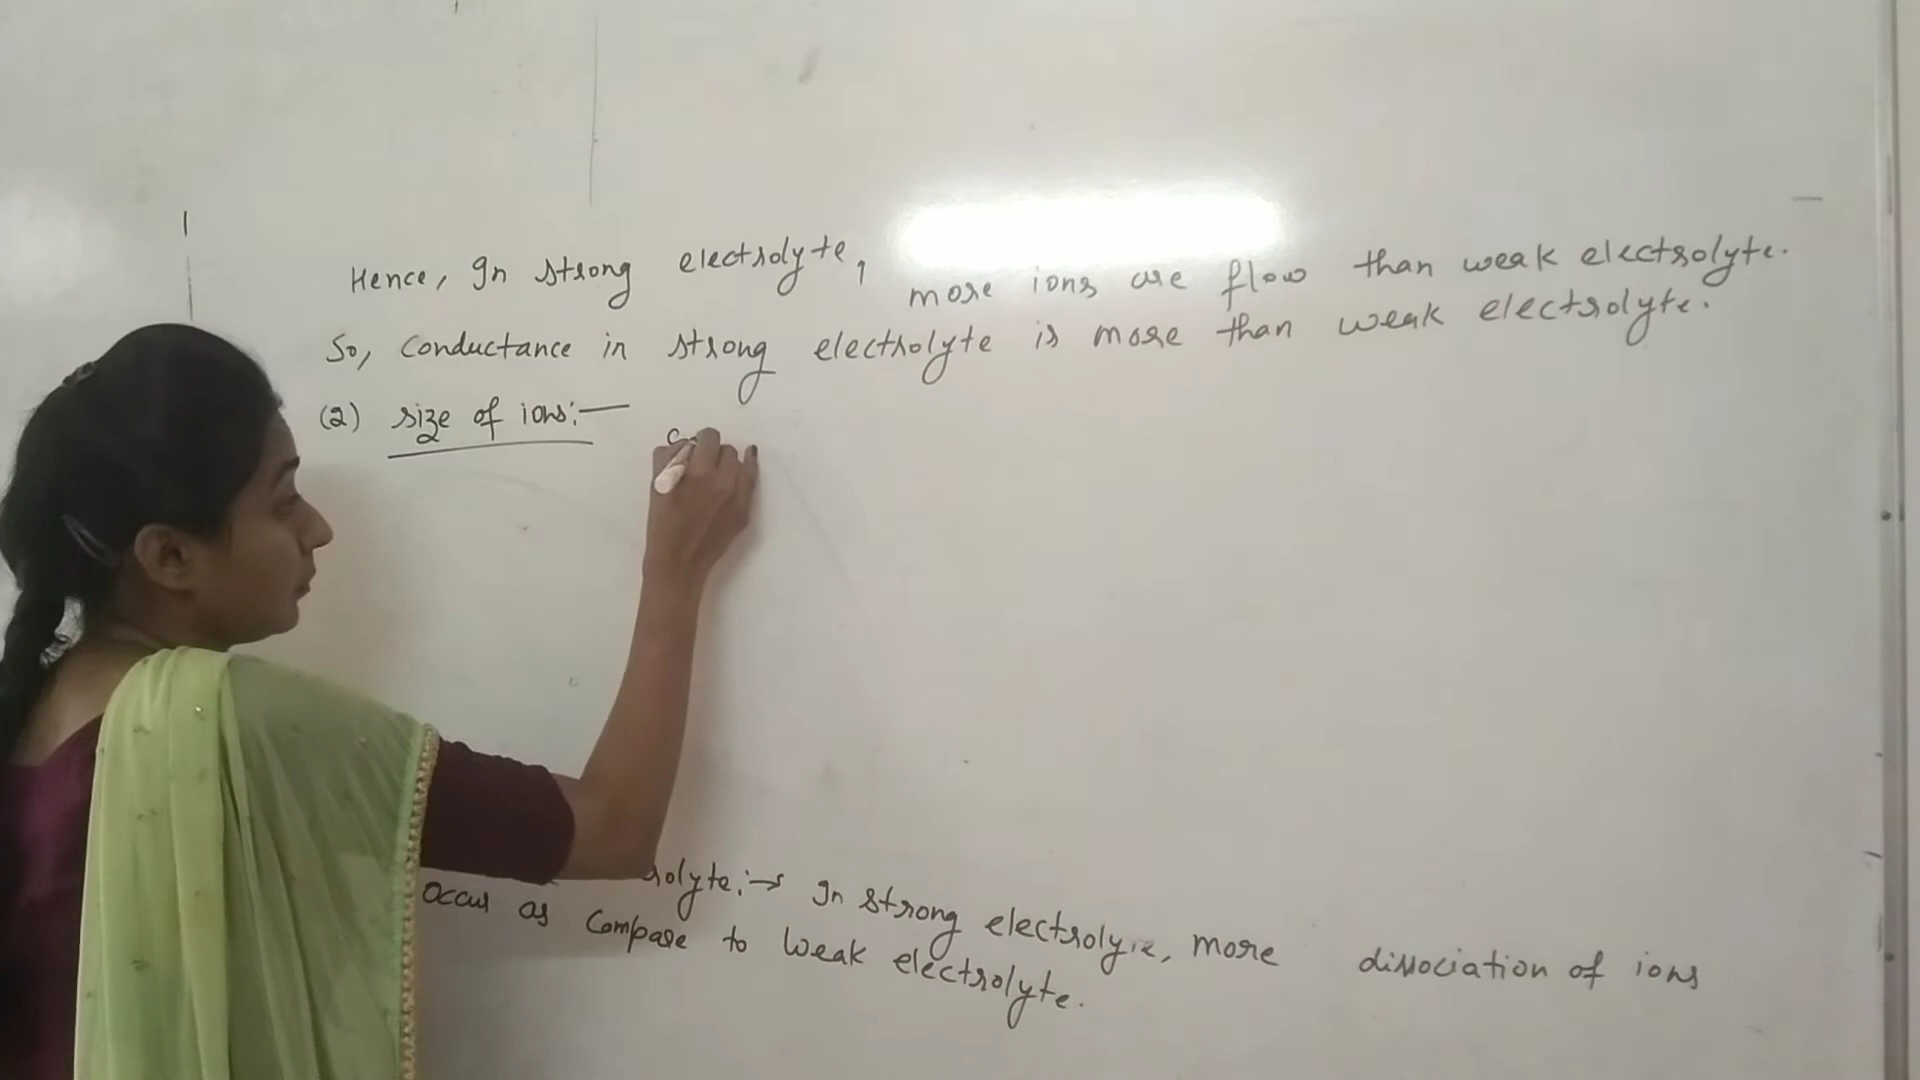 Hence, In strong electrolyte, more ions are flow than weak electrolyte.
So, conductance in strong electrolyte is more than weak electrolyte.
(2) size of ions:—
rolyte:→ In strong electrolyte, more dissociation of ions
occur as compare to weak electrolyte.